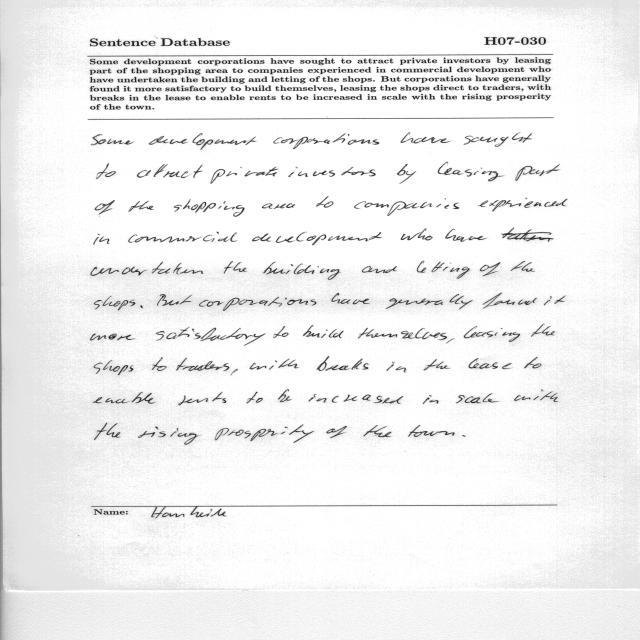 Sentence Database H07-030
Some development corporations have sought to attract private investors by leasing
part of the shopping area to companies experienced in commercial development who
have undertaken the building and letting of the shops. But corporations have generally
found it more satisfactory to build themselves, leasing the shops direct to traders, with
breaks in the lease to enable rents to be increased in scale with the rising prosperity
of the town.
Some development corporations have sought
to attract private investors by leasing part
of the shopping area to companies experienced
in commercial development who have taken
undertaken the building and letting of the
shops. But corporations have generally found it
more satisfactory to build themselves, leasing the
shops to traders, with breaks in the lease to
enable rents to be increased in scale with
the rising prosperity of the town.
Name: